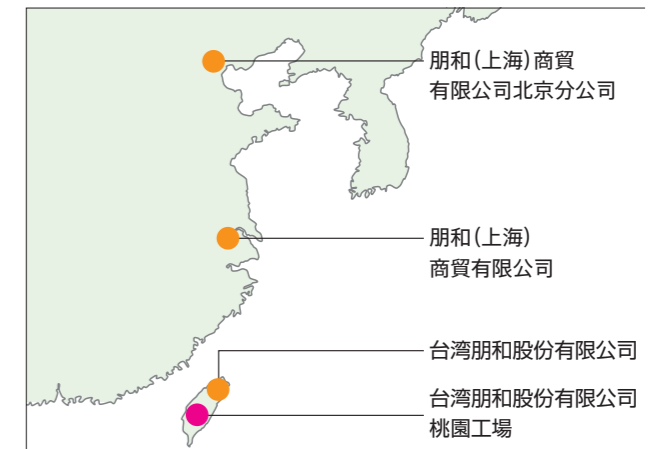 朋和(上海)商貿
有限公司北京分公司
朋和(上海)
商貿有限公司
台湾朋和股份有限公司
台湾朋和股份有限公司
桃園工場